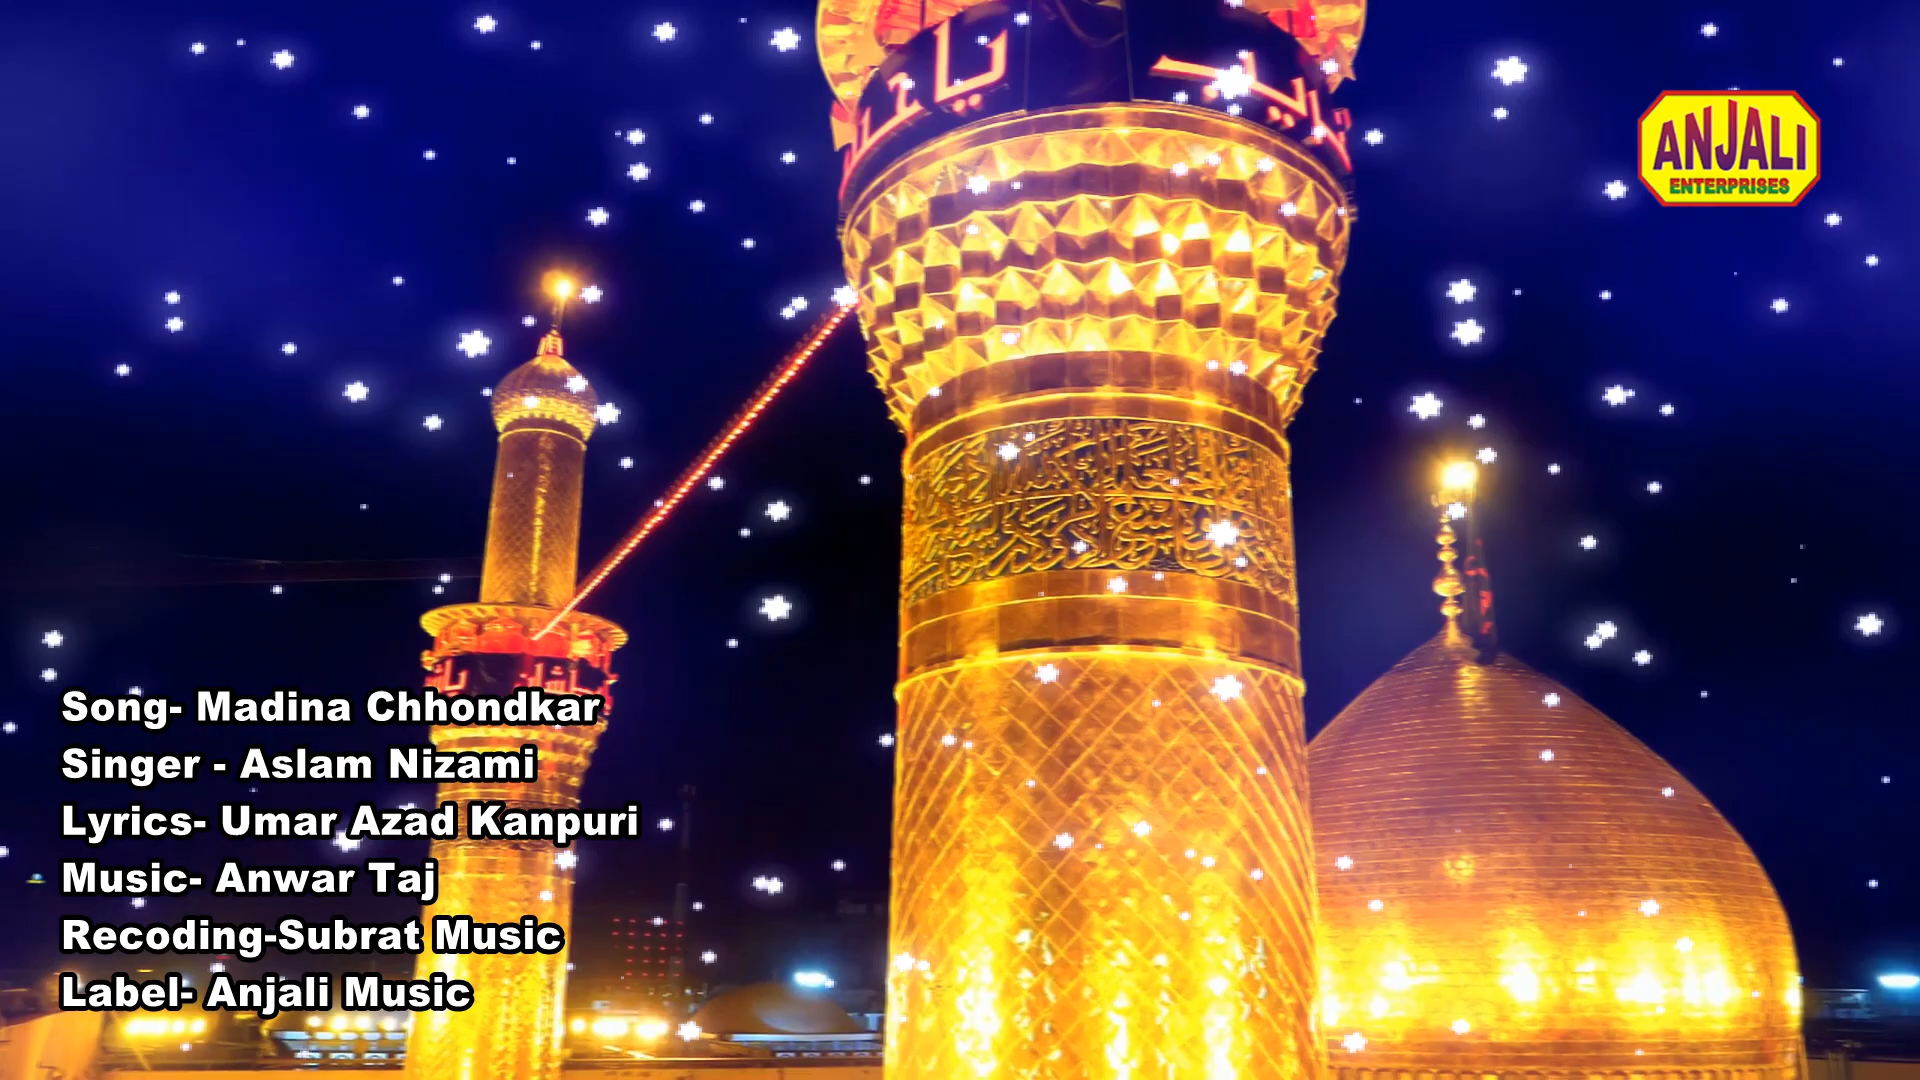 ANJALI
ENTERPRISES
Song- Madina Chhondkar
Singer - Aslam Nizami
Lyrics- Umar Azad Kanpuri
Music- Anwar Taj
Recoding-Subrat Music
Label- Anjali Music